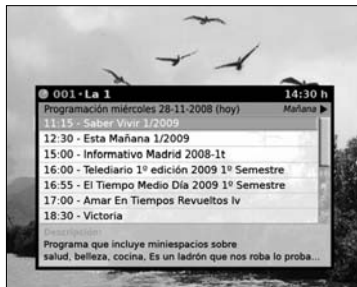 001·La 1 14:30 h
Programación miércoles 28-11-2008 (hoy) Mañana
11:15 - Saber Vivir 1/2009
12:30 - Esta Mañana 1/2009
15:00 - Informativo Madrid 2008-1t
16:00 - Telediario 1º edición 2009 1º Semestre
16:55 - El Tiempo Medio Día 2009 1º Semestre
17:00 - Amar En Tiempos Revueltos Iv
18:30 - Victoria
Descripción:
Programa que incluye miniespacios sobre
salud, belleza, cocina, Es un ladrón que nos roba lo proba...